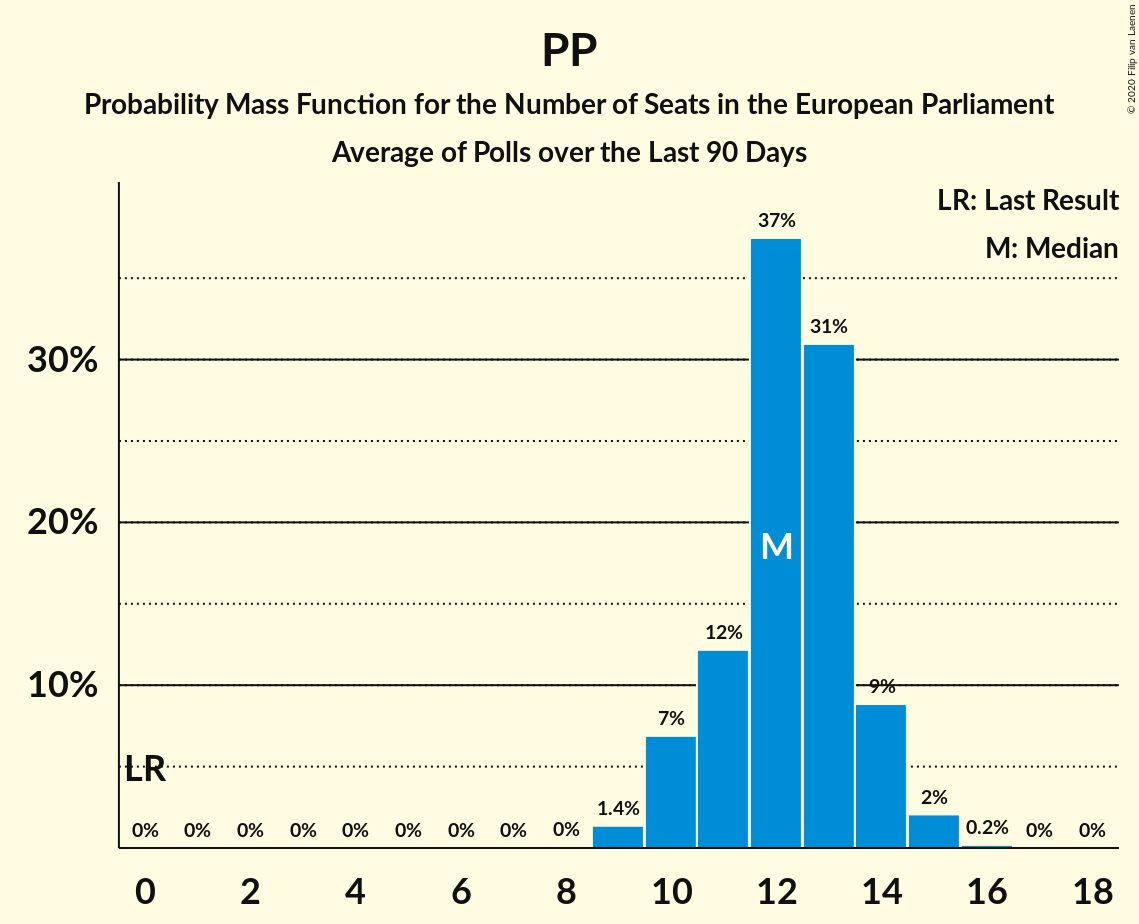 PP
Probability Mass Function for the Number of Seats in the European Parliament
Average of Polls over the Last 90 Days
© 2020 Filip van Laenen
LR: Last Result
M: Median
37%
31%
30%
20%
M
12%
10%
9%
7%
LR
2%
1.4%
0% 0% 0% 0% 0% 0% 0% 0% 0% 0.2% 0% 0%
0 2 4 6 8 10 12 14 16 18